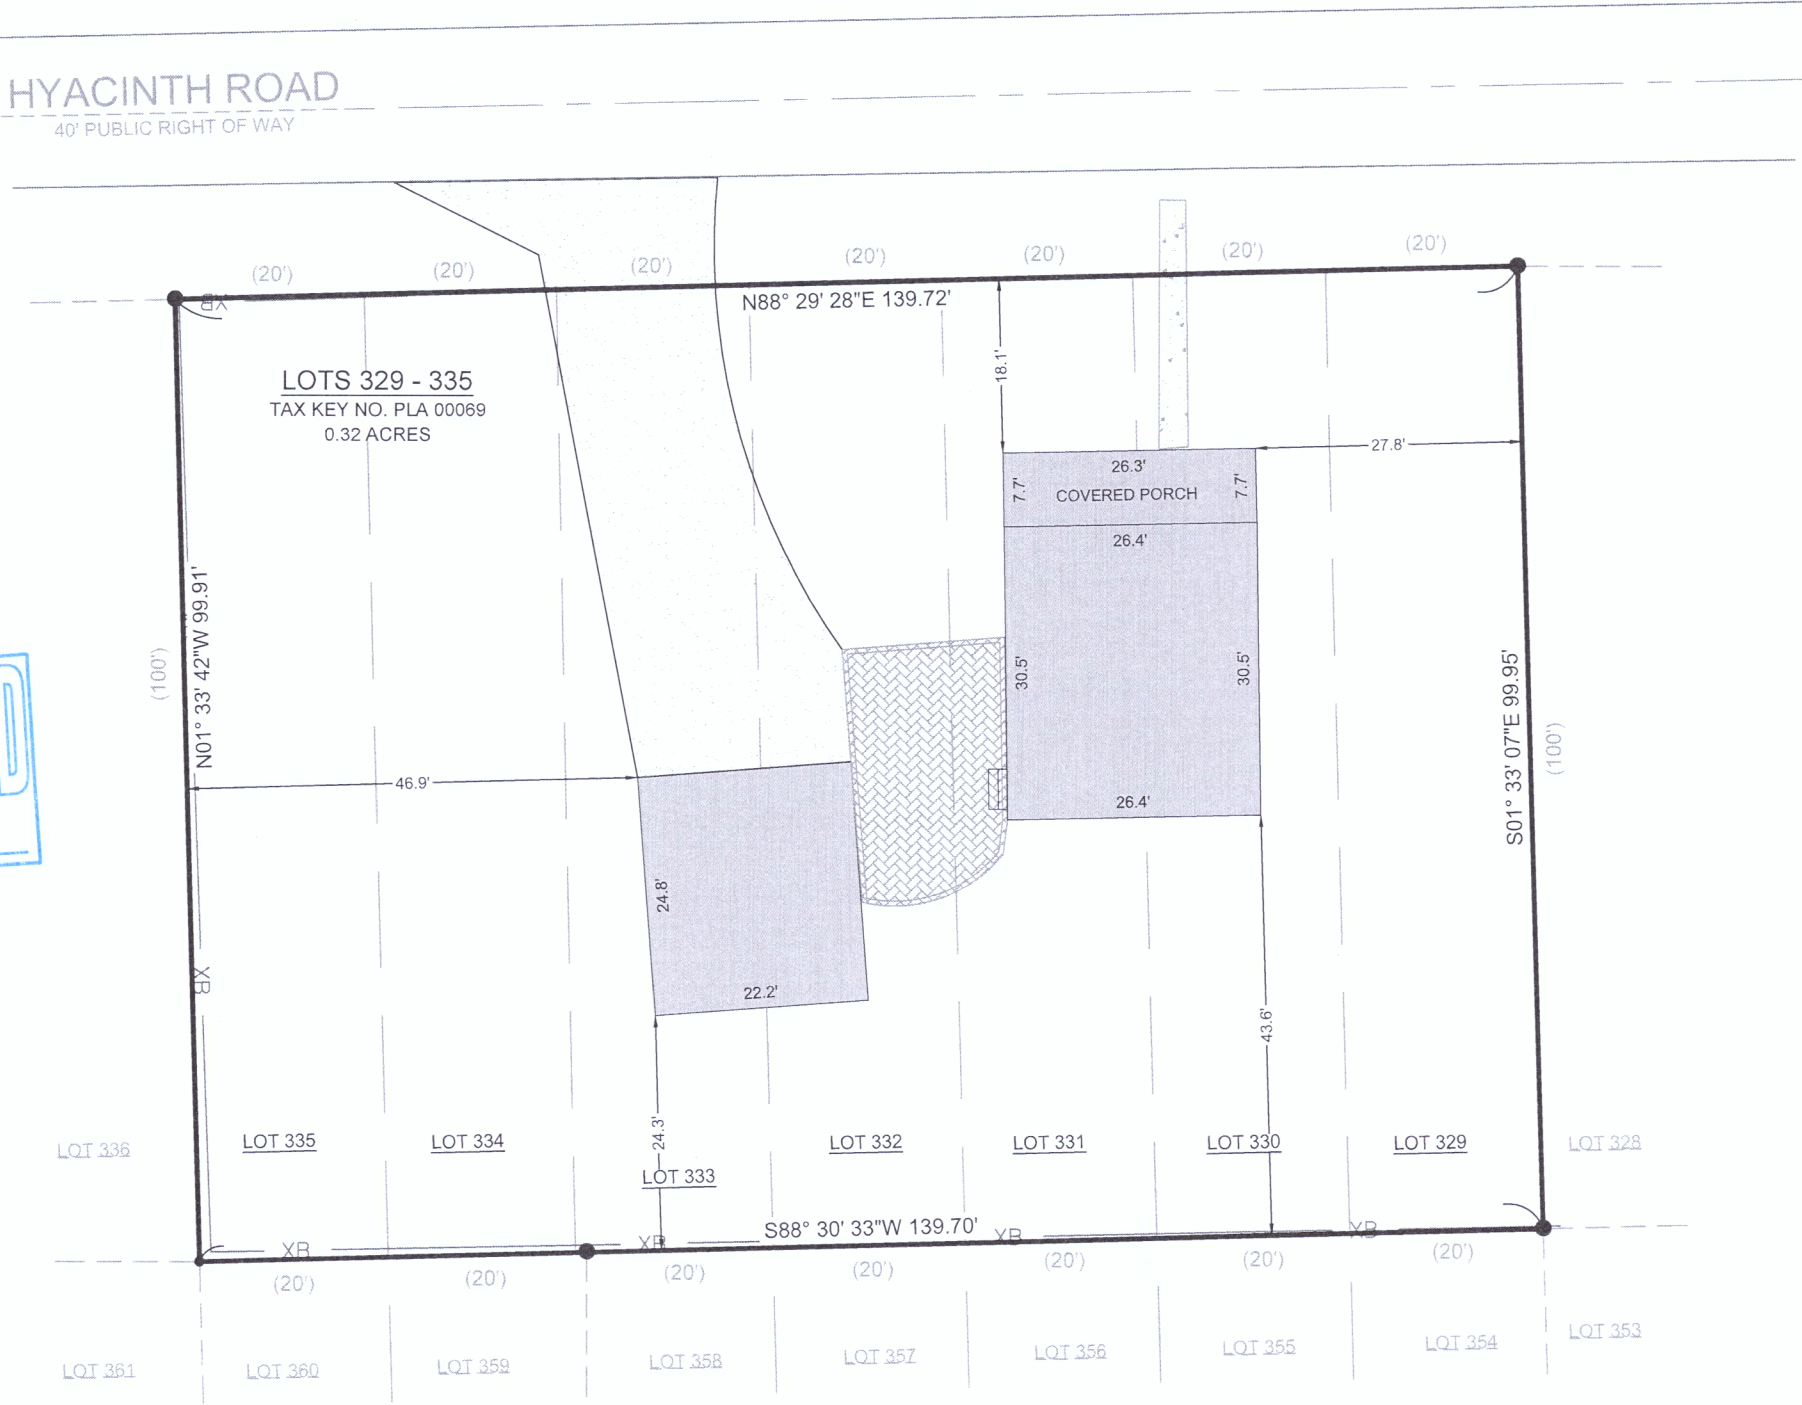 HYACINTH ROAD
40' PUBLIC RIGHT OF WAY
(20')
(20')
(20')
(20')
(20')
(20')
(20')
XB
N88° 29' 28"E 139.72'
LOTS 329 - 335
TAX KEY NO. PLA 00069
0.32 ACRES
18.1'
27.8'
26.3'
7.7'
COVERED PORCH
7.7'
26.4'
N01° 33' 42"W 99.91'
(100')
30.5'
30.5'
S01° 33' 07"E 99.95'
(100')
46.9'
26.4'
24.8'
XB
22.2'
43.6'
24.3'
LOT 336
LOT 335
LOT 334
LOT 333
LOT 332
LOT 331
LOT 330
LOT 329
LOT 328
S88° 30' 33"W 139.70'
XB
XB
XB
XB
(20')
(20')
(20')
(20')
(20')
(20')
(20')
LOT 361
LOT 360
LOT 359
LOT 358
LOT 357
LOT 356
LOT 355
LOT 354
LOT 353